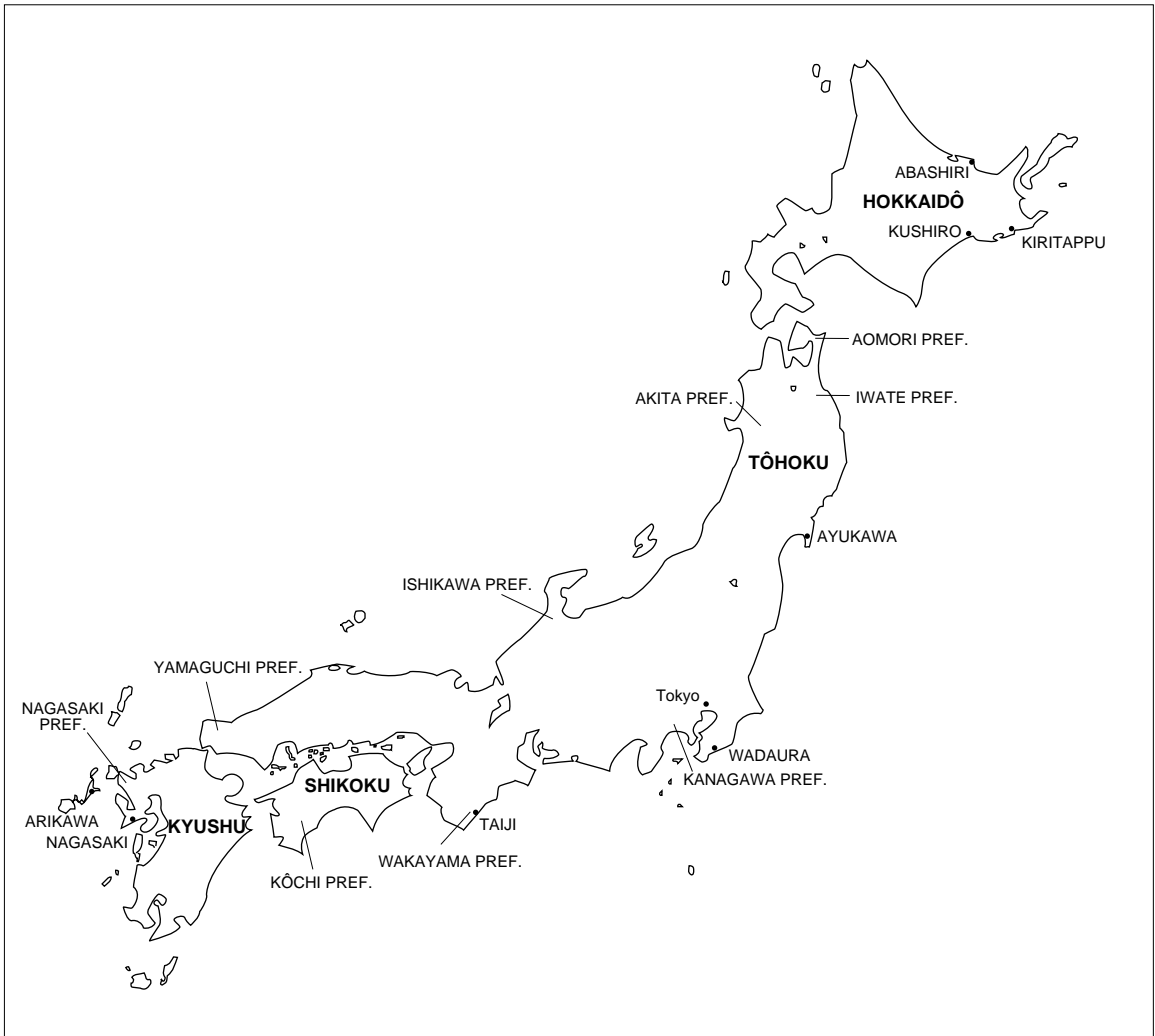 ABASHIRI
HOKKAIDÔ
KUSHIRO
KIRITAPPU
AOMORI PREF.
AKITA PREF.
IWATE PREF.
TÔHOKU
AYUKAWA
ISHIKAWA PREF.
YAMAGUCHI PREF.
Tokyo
NAGASAKI
PREF.
WADAURA
KANAGAWA PREF.
SHIKOKU
ARIKAWA
KYUSHU
TAIJI
NAGASAKI
WAKAYAMA PREF.
KÔCHI PREF.